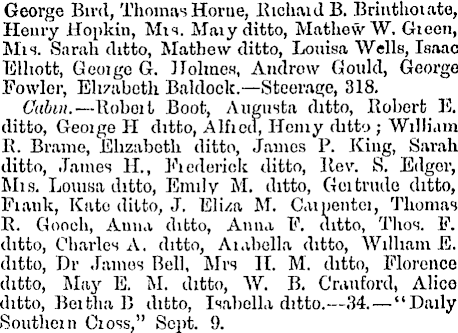 George Bird, Thomas Horne, Richard B. Brinthorate,
Henry Hopkin, Mrs. Mary ditto, Mathew W. Green,
Mrs. Sarah ditto, Mathew ditto, Louisa Wells, Isaac
Elliott, George G. Holmes, Andrew Gould, George
Fowler, Elizabeth Baldock.—Steerage, 318.
Cabin.—Robert Boot, Augusta ditto, Robert E.
ditto, George H ditto, Alfred, Henry ditto; William
R. Brame, Elizabeth ditto, James P. King, Sarah
ditto, James H., Frederick ditto, Rev. S. Edger,
Mrs. Louisa ditto, Emily M. ditto, Gertrude ditto,
Frank, Kate ditto, J. Eliza M. Carpenter, Thomas
R. Gooch, Anna ditto, Anna F. ditto, Thos. F.
ditto, Charles A. ditto, Arabella ditto, William E.
ditto, Dr James Bell, Mrs H. M. ditto, Florence
ditto, May E. M. ditto, W. B. Cranford, Alice
ditto, Bertha B ditto, Isabella ditto.—34.—"Daily
Southern Cross," Sept. 9.